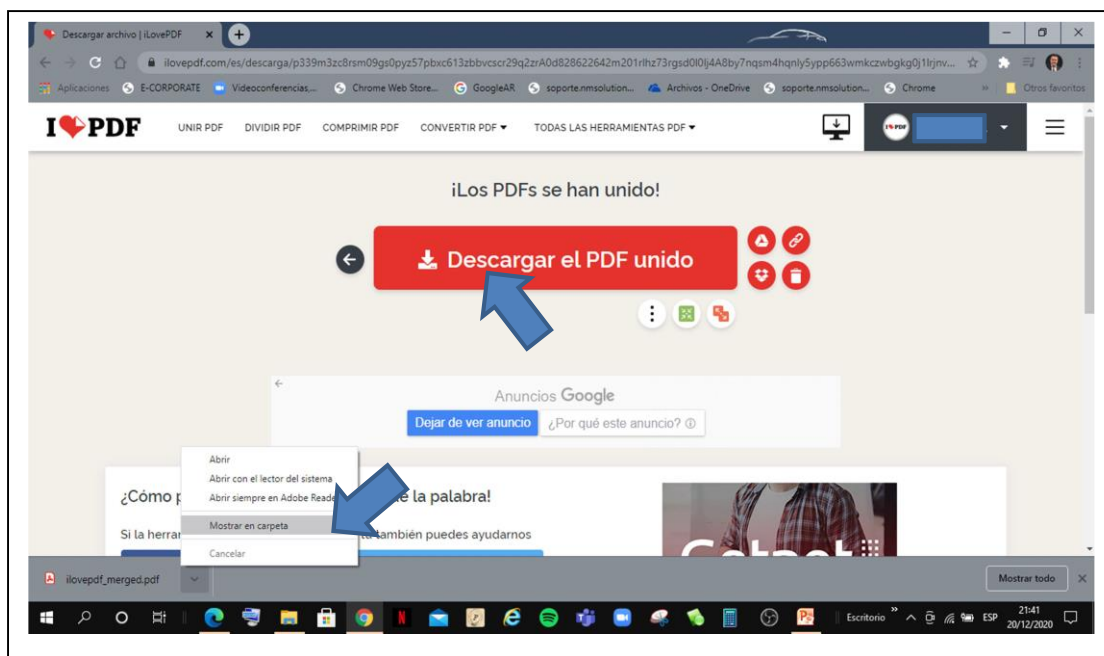 Descargar archivo | iLovePDF
ilovepdf.com/es/descarga/
Aplicaciones E-CORPORATE Videoconferencias,... Chrome Web Store... GoogleAR soporte.nmsolution... Archivos - OneDrive soporte.nmsolution... Chrome » Otros favoritos
I PDF UNIR PDF DIVIDIR PDF COMPRIMIR PDF CONVERTIR PDF TODAS LAS HERRAMIENTAS PDF
¡Los PDFs se han unido!
Descargar el PDF unido
Anuncios Google
Dejar de ver anuncio ¿Por qué este anuncio?
Abrir
Abrir con el lector del sistema
Abrir siempre en Adobe Reade
Mostrar en carpeta
Cancelar
¿Cómo p la palabra!
Si la herra también puedes ayudarnos
Getnet
ilovepdf_merged.pdf Mostrar todo
Escritorio » ESP 21:41
20/12/2020